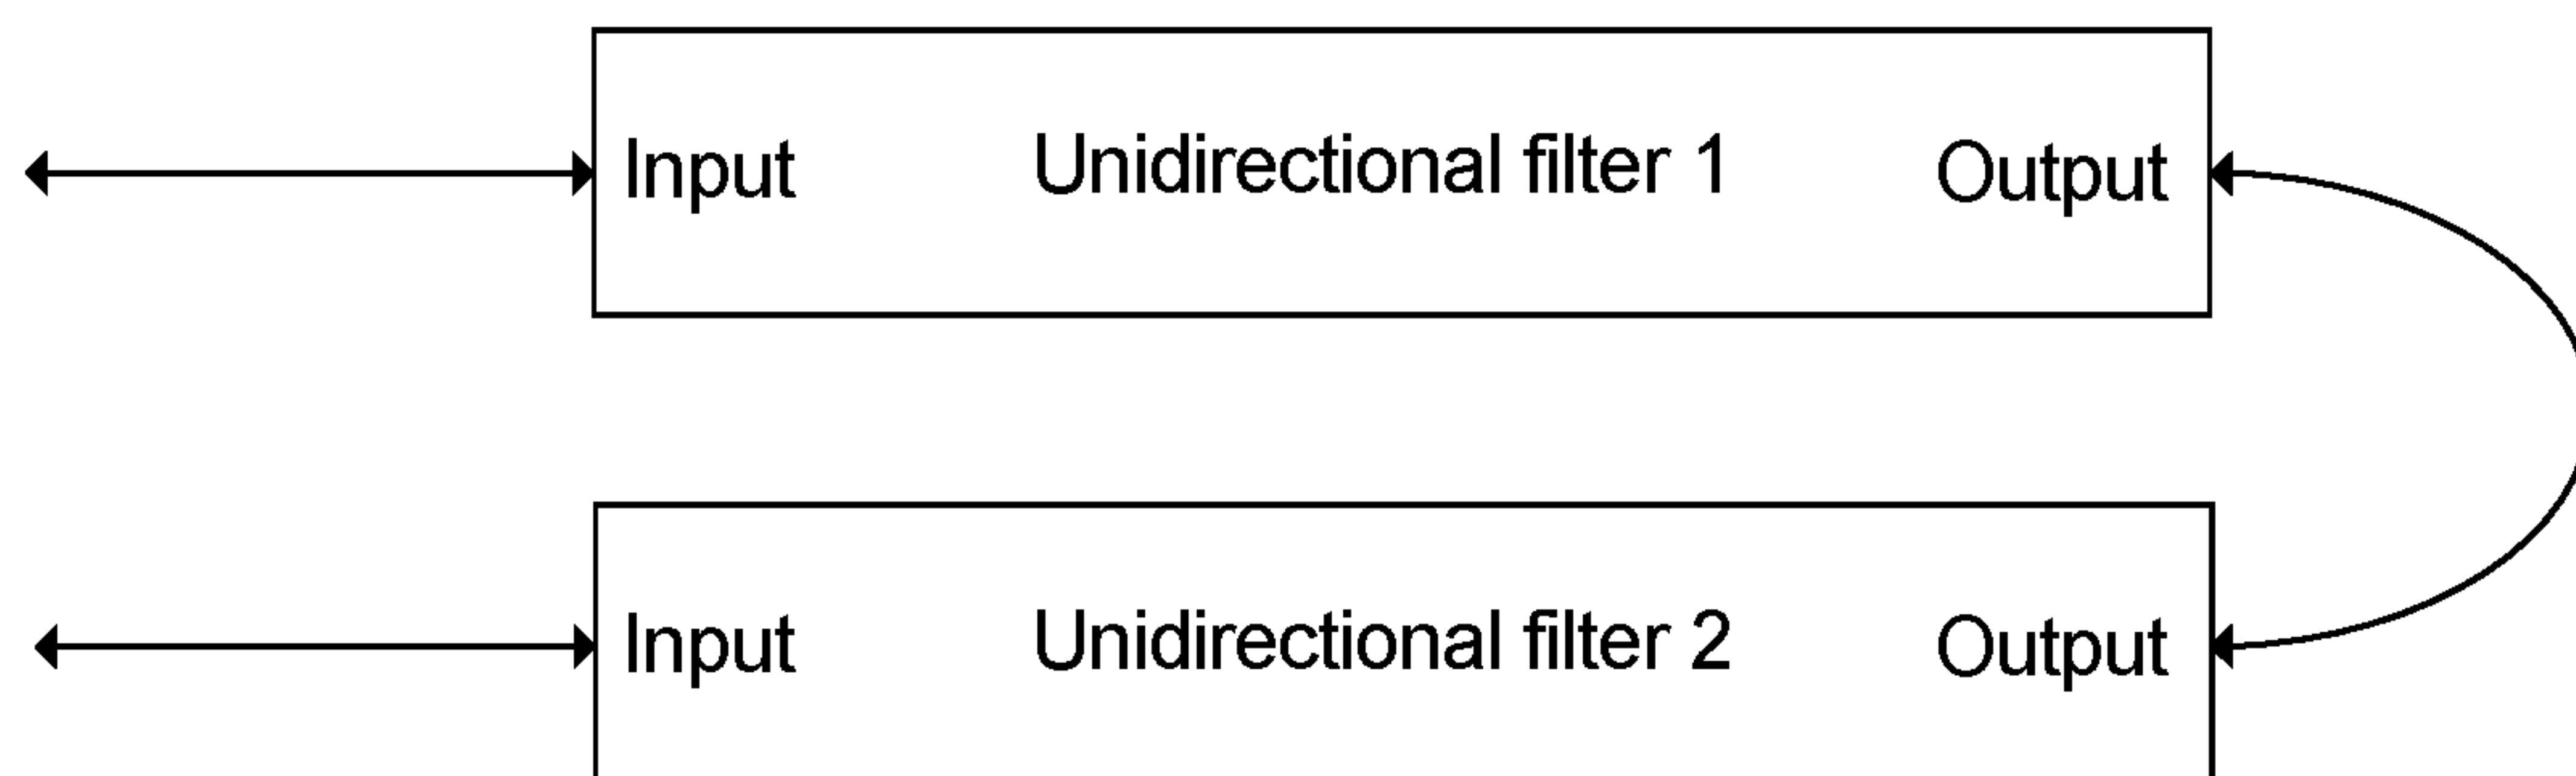 Input Unidirectional filter 1 Output
Input Unidirectional filter 2 Output